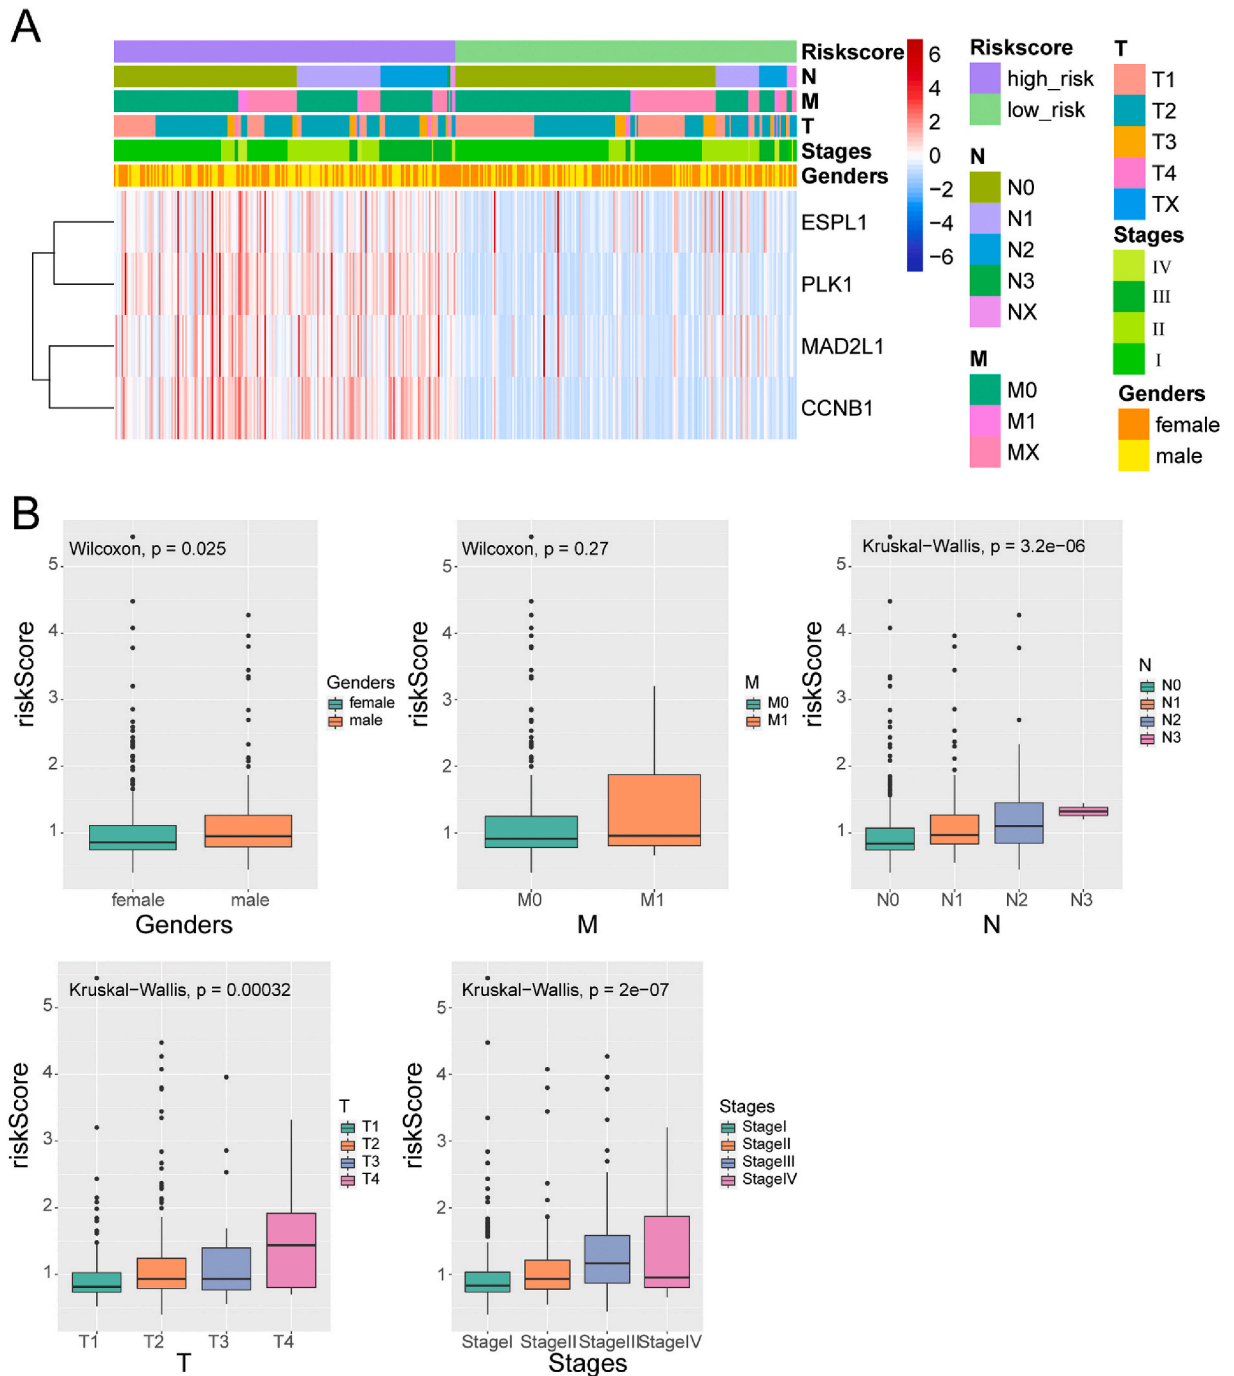 A
Riskscore
N
M
T
Stages
Genders
ESPL1
PLK1
MAD2L1
CCNB1
6
4
2
0
−2
−4
−6
Riskscore
high_risk
low_risk
N
N0
N1
N2
N3
NX
M
M0
M1
MX
T
T1
T2
T3
T4
TX
Stages
IV
III
II
I
Genders
female
male
B
Wilcoxon, p = 0.025
riskScore
5
4
3
2
1
female male
Genders
Genders
female
male
Wilcoxon, p = 0.27
riskScore
5
4
3
2
1
M0 M1
M
M
M0
M1
Kruskal−Wallis, p = 3.2e−06
riskScore
5
4
3
2
1
N0 N1 N2 N3
N
N
N0
N1
N2
N3
Kruskal−Wallis, p = 0.00032
riskScore
5
4
3
2
1
T1 T2 T3 T4
T
T
T1
T2
T3
T4
Kruskal−Wallis, p = 2e−07
riskScore
5
4
3
2
1
StageI StageII StageIII StageIV
Stages
Stages
StageI
StageII
StageIII
StageIV